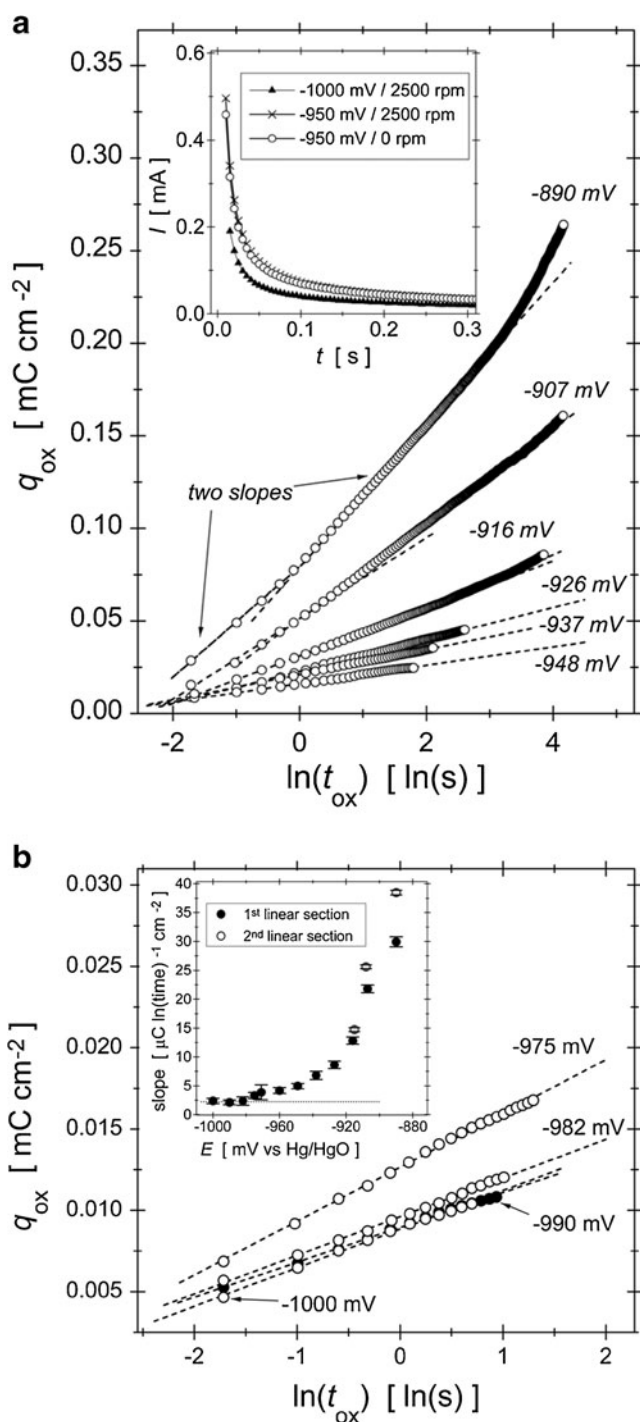 a
0.35
0.30
0.25
0.20
0.15
0.10
0.05
0.00
q_ox [ mC cm⁻² ]
0.6
0.4
0.2
0.0
I [ mA ]
-1000 mV / 2500 rpm
-950 mV / 2500 rpm
-950 mV / 0 rpm
0.0 0.1 0.2 0.3
t [ s ]
-890 mV
-907 mV
two slopes
-916 mV
-926 mV
-937 mV
-948 mV
-2 0 2 4
ln(t_ox) [ ln(s) ]
b
0.030
0.025
0.020
0.015
0.010
0.005
q_ox [ mC cm⁻² ]
40
35
30
25
20
15
10
5
0
slope [ μC ln(time)⁻¹ cm⁻² ]
1st linear section
2nd linear section
-1000 -960 -920 -880
E [ mV vs Hg/HgO ]
-975 mV
-982 mV
-990 mV
-1000 mV
-2 -1 0 1 2
ln(t_ox) [ ln(s) ]